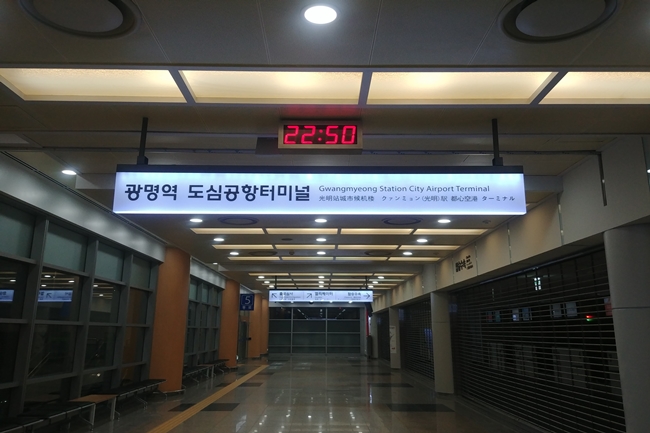 22:50
광명역 도심공항터미널
Gwangmyeong Station City Airport Terminal
光明站城市候机楼 クァンミョン(光明)駅 都心空港 ターミナル
5